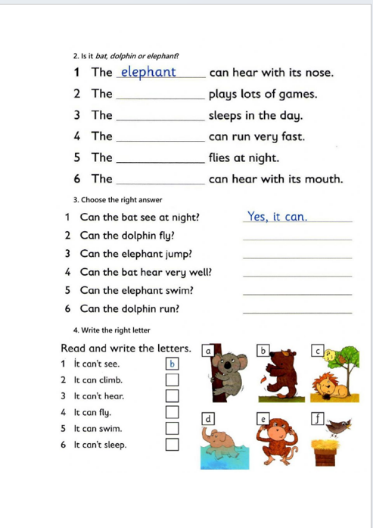 2. Is it bat, dolphin or elephant?
1 The elephant can hear with its nose.
2 The ____________ plays lots of games.
3 The ____________ sleeps in the day.
4 The ____________ can run very fast.
5 The ____________ flies at night.
6 The ____________ can hear with its mouth.
3. Choose the right answer
1 Can the bat see at night? Yes, it can.
2 Can the dolphin fly?
3 Can the elephant jump?
4 Can the bat hear very well?
5 Can the elephant swim?
6 Can the dolphin run?
4. Write the right letter
Read and write the letters.
1 It can't see. b
2 It can climb.
3 It can't hear.
4 It can fly.
5 It can swim.
6 It can't sleep.
a b c
d e f